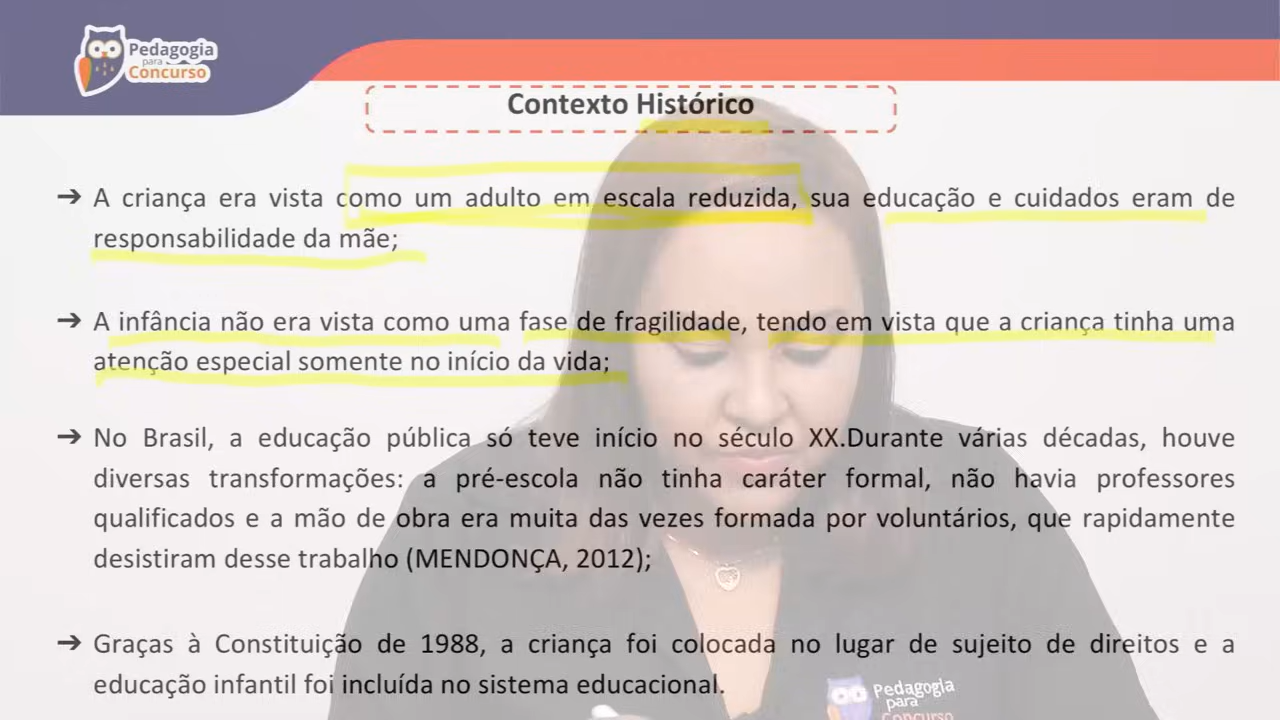 Pedagogia
para
Concurso
Contexto Histórico
➔ A criança era vista como um adulto em escala reduzida, sua educação e cuidados eram de
responsabilidade da mãe;
➔ A infância não era vista como uma fase de fragilidade, tendo em vista que a criança tinha uma
atenção especial somente no início da vida;
➔ No Brasil, a educação pública só teve início no século XX.Durante várias décadas, houve
diversas transformações: a pré-escola não tinha caráter formal, não havia professores
qualificados e a mão de obra era muita das vezes formada por voluntários, que rapidamente
desistiram desse trabalho (MENDONÇA, 2012);
➔ Graças à Constituição de 1988, a criança foi colocada no lugar de sujeito de direitos e a
educação infantil foi incluída no sistema educacional.
Pedagogia
para
Concurso